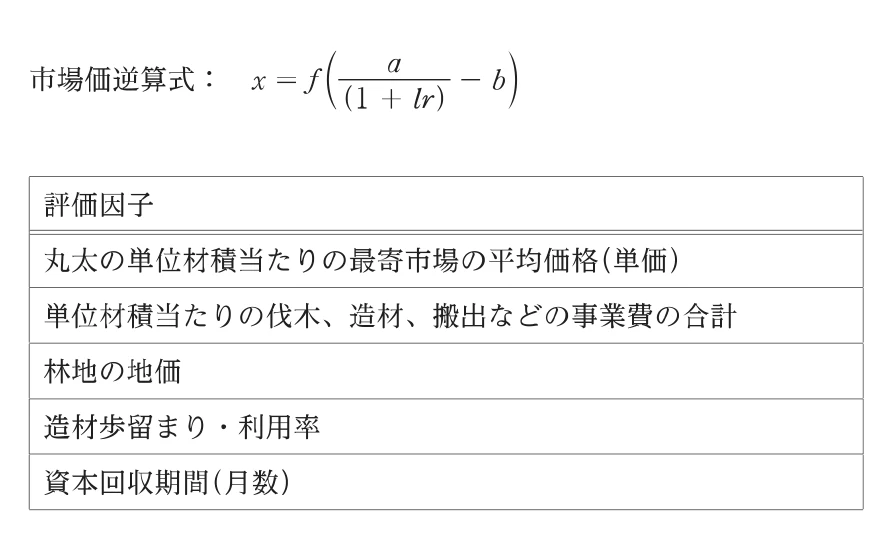 市場価逆算式： x = f(a/(1 + lr) − b)
評価因子
丸太の単位材積当たりの最寄市場の平均価格(単価)
単位材積当たりの伐木、造材、搬出などの事業費の合計
林地の地価
造材歩留まり・利用率
資本回収期間(月数)